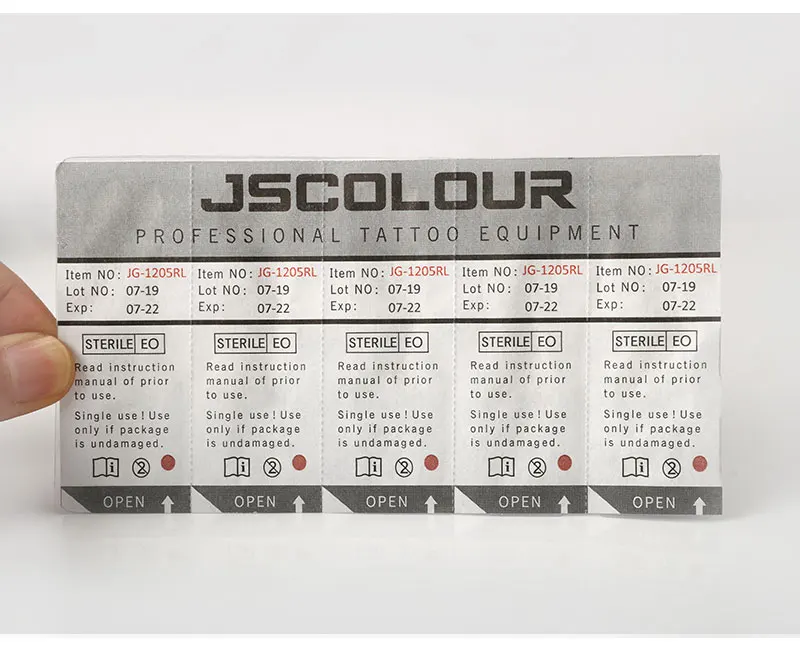 JSCOLOUR
PROFESSIONAL TATTOO EQUIPMENT
Item NO: JG-1205RL
Lot NO: 07-19
Exp: 07-22
STERILE EO
Read instruction
manual of prior
to use.
Single use! Use
only if package
is undamaged.
i 2
OPEN
Item NO: JG-1205RL
Lot NO: 07-19
Exp: 07-22
STERILE EO
Read instruction
manual of prior
to use.
Single use! Use
only if package
is undamaged.
i 2
OPEN
Item NO: JG-1205RL
Lot NO: 07-19
Exp: 07-22
STERILE EO
Read instruction
manual of prior
to use.
Single use! Use
only if package
is undamaged.
i 2
OPEN
Item NO: JG-1205RL
Lot NO: 07-19
Exp: 07-22
STERILE EO
Read instruction
manual of prior
to use.
Single use! Use
only if package
is undamaged.
i 2
OPEN
Item NO: JG-1205RL
Lot NO: 07-19
Exp: 07-22
STERILE EO
Read instruction
manual of prior
to use.
Single use! Use
only if package
is undamaged.
i 2
OPEN